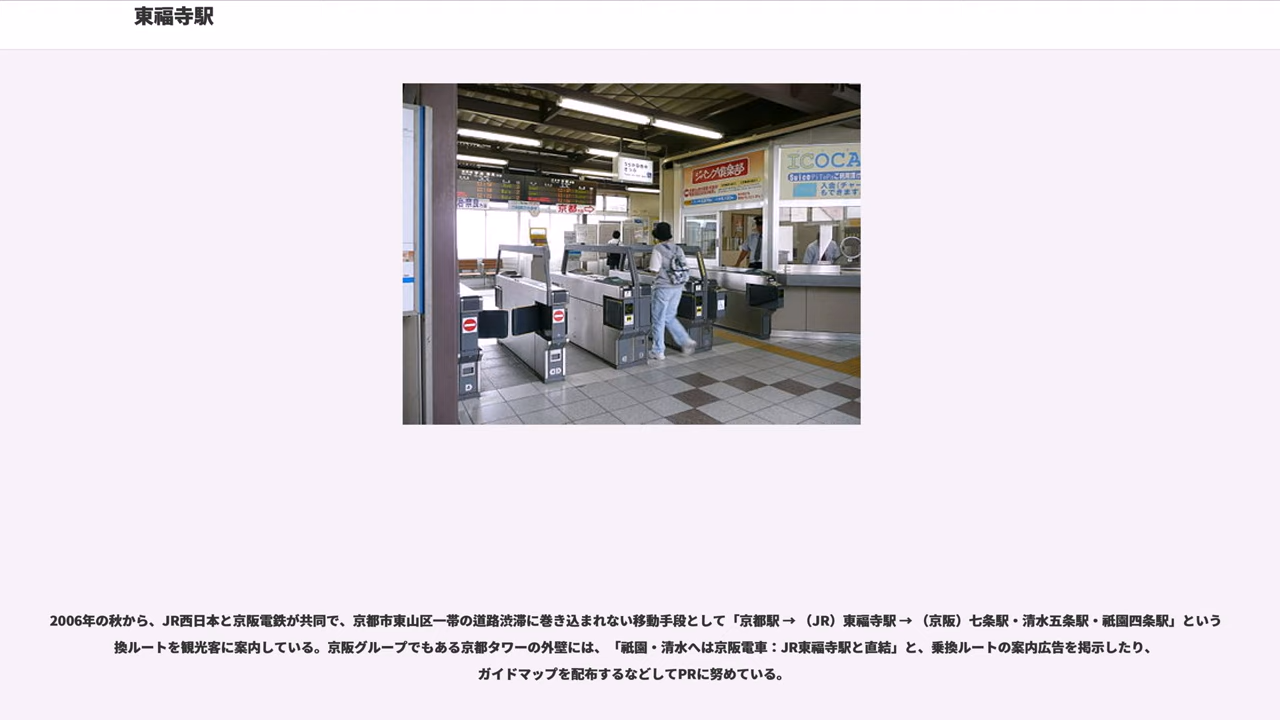 東福寺駅
ICOCA
京都
2006年の秋から、JR西日本と京阪電鉄が共同で、京都市東山区一帯の道路渋滞に巻き込まれない移動手段として「京都駅 → （JR）東福寺駅 → （京阪）七条駅・清水五条駅・祗園四条駅」という
換ルートを観光客に案内している。京阪グループでもある京都タワーの外壁には、「祗園・清水へは京阪電車：JR東福寺駅と直結」と、乗換ルートの案内広告を掲示したり、
ガイドマップを配布するなどしてPRに努めている。